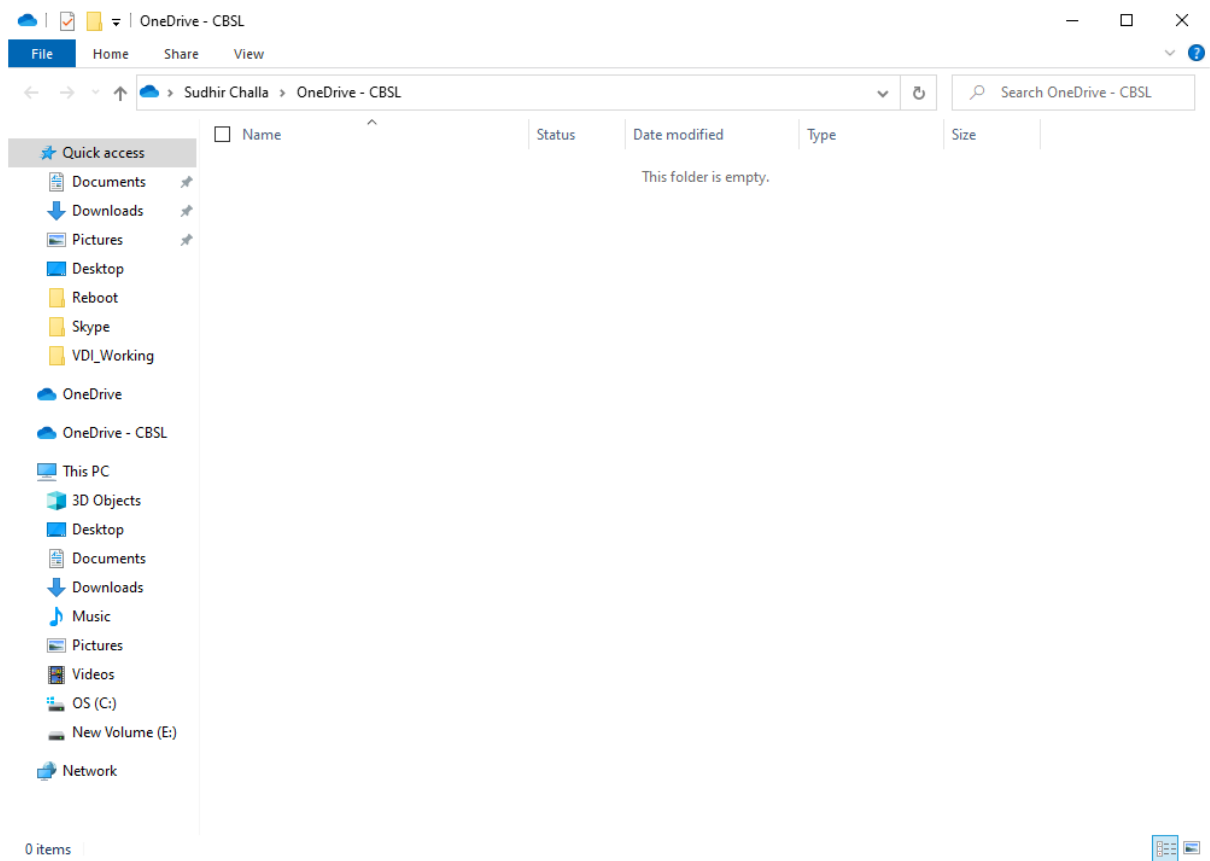 OneDrive - CBSL
File Home Share View
Sudhir Challa > OneDrive - CBSL
Search OneDrive - CBSL
Name Status Date modified Type Size
This folder is empty.
Quick access
Documents
Downloads
Pictures
Desktop
Reboot
Skype
VDI_Working
OneDrive
OneDrive - CBSL
This PC
3D Objects
Desktop
Documents
Downloads
Music
Pictures
Videos
OS (C:)
New Volume (E:)
Network
0 items